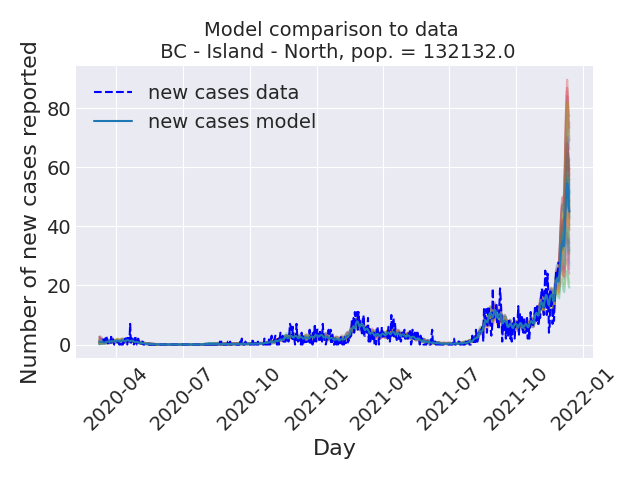 Model comparison to data
BC - Island - North, pop. = 132132.0
Number of new cases reported
80
60
40
20
0
new cases data
new cases model
2020-04
2020-07
2020-10
2021-01
2021-04
2021-07
2021-10
2022-01
Day